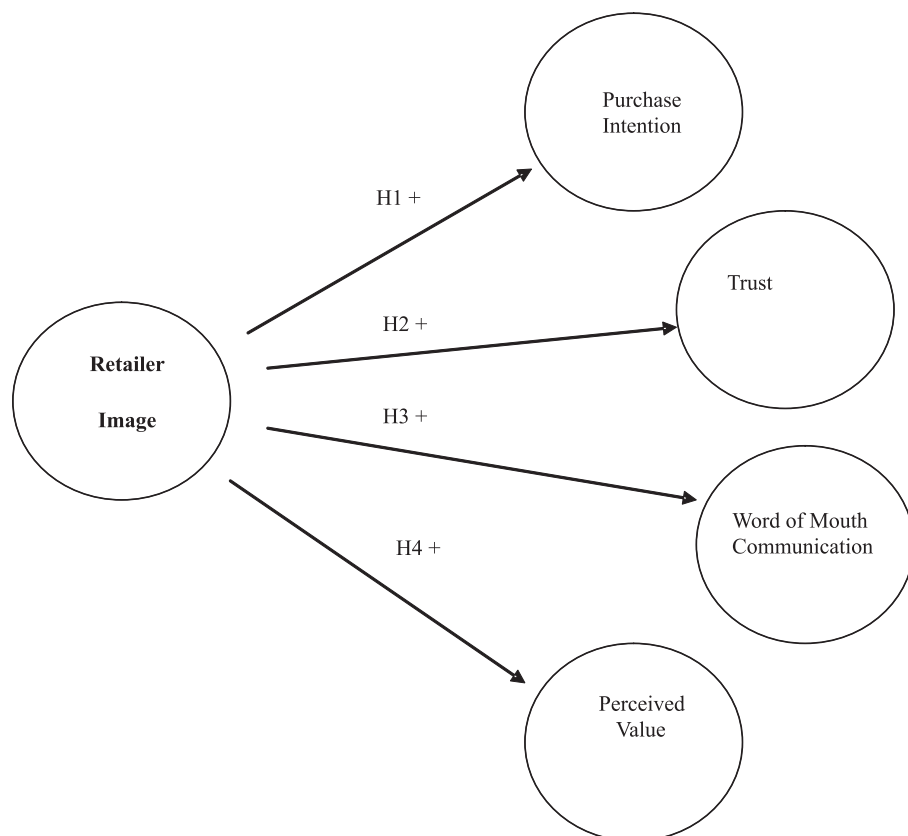 Purchase
Intention
H1 +
Trust
H2 +
Retailer
Image
H3 +
Word of Mouth
Communication
H4 +
Perceived
Value